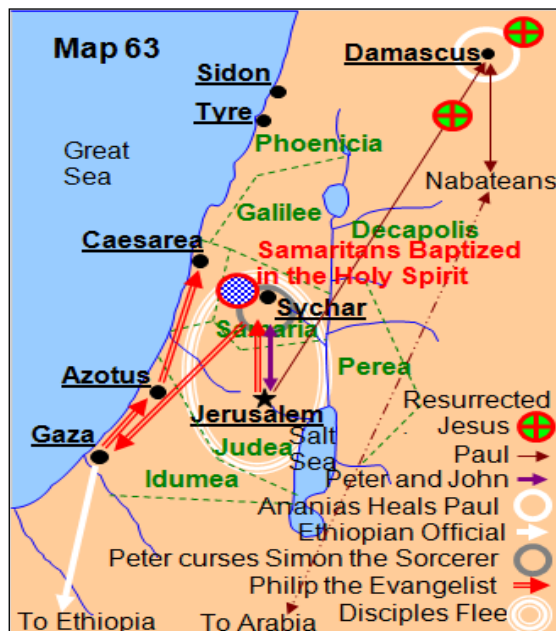 Map 63
Damascus
Sidon
Tyre
Phoenicia
Great
Sea
Nabateans
Galilee
Decapolis
Caesarea
Samaritans Baptized
in the Holy Spirit
Sychar
Samaria
Perea
Azotus
Jerusalem
Gaza
Judea
Salt
Sea
Idumea
Resurrected
Jesus
Paul
Peter and John
Ananias Heals Paul
Ethiopian Official
Peter curses Simon the Sorcerer
Philip the Evangelist
Disciples Flee
To Ethiopia
To Arabia